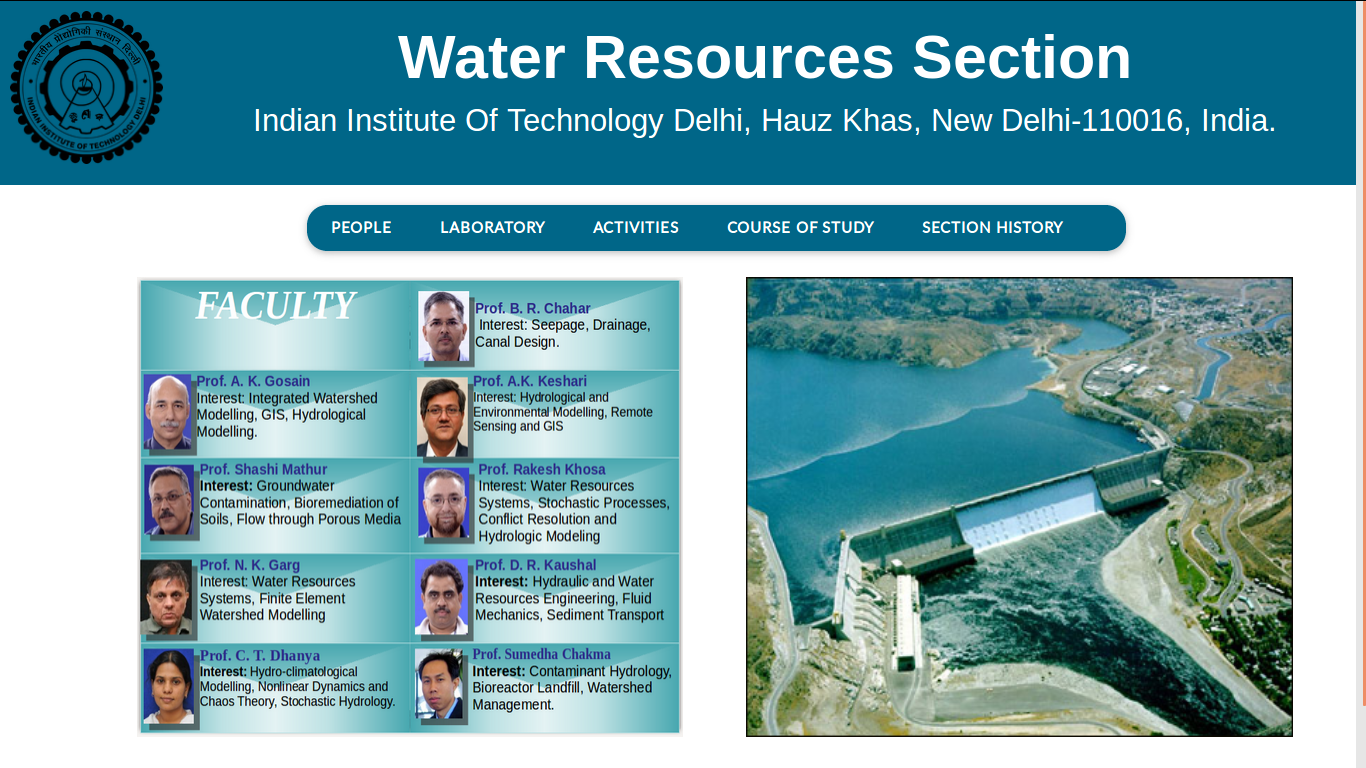 भारतीय प्रौद्योगिकी संस्थान दिल्ली
INDIAN INSTITUTE OF TECHNOLOGY DELHI
Water Resources Section
Indian Institute Of Technology Delhi, Hauz Khas, New Delhi-110016, India.
PEOPLE
LABORATORY
ACTIVITIES
COURSE OF STUDY
SECTION HISTORY
FACULTY
Prof. B. R. Chahar
Interest: Seepage, Drainage,
Canal Design.
Prof. A. K. Gosain
Interest: Integrated Watershed
Modelling, GIS, Hydrological
Modelling.
Prof. A.K. Keshari
Interest: Hydrological and
Environmental Modelling, Remote
Sensing and GIS
Prof. Shashi Mathur
Interest: Groundwater
Contamination, Bioremediation of
Soils, Flow through Porous Media
Prof. Rakesh Khosa
Interest: Water Resources
Systems, Stochastic Processes,
Conflict Resolution and
Hydrologic Modeling
Prof. N. K. Garg
Interest: Water Resources
Systems, Finite Element
Watershed Modelling
Prof. D. R. Kaushal
Interest: Hydraulic and Water
Resources Engineering, Fluid
Mechanics, Sediment Transport
Prof. C. T. Dhanya
Interest: Hydro-climatological
Modelling, Nonlinear Dynamics and
Chaos Theory, Stochastic Hydrology.
Prof. Sumedha Chakma
Interest: Contaminant Hydrology,
Bioreactor Landfill, Watershed
Management.